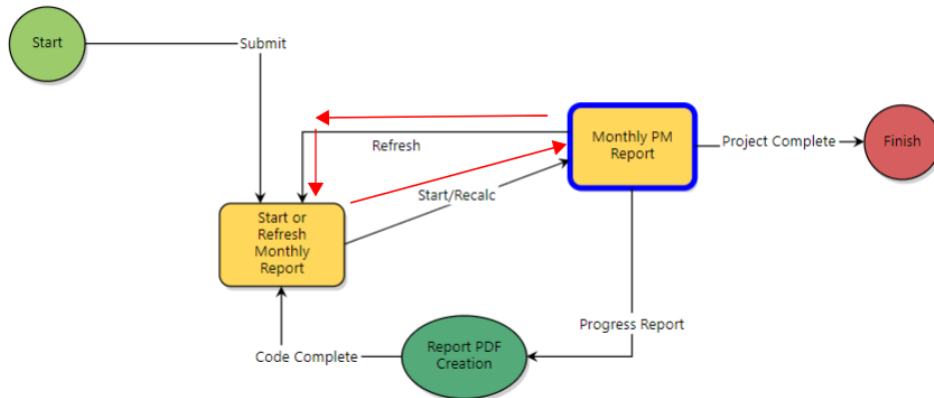 Start
Submit
Monthly PM
Report
Refresh
Project Complete
Finish
Start/Recalc
Start or
Refresh
Monthly
Report
Progress Report
Report PDF
Creation
Code Complete